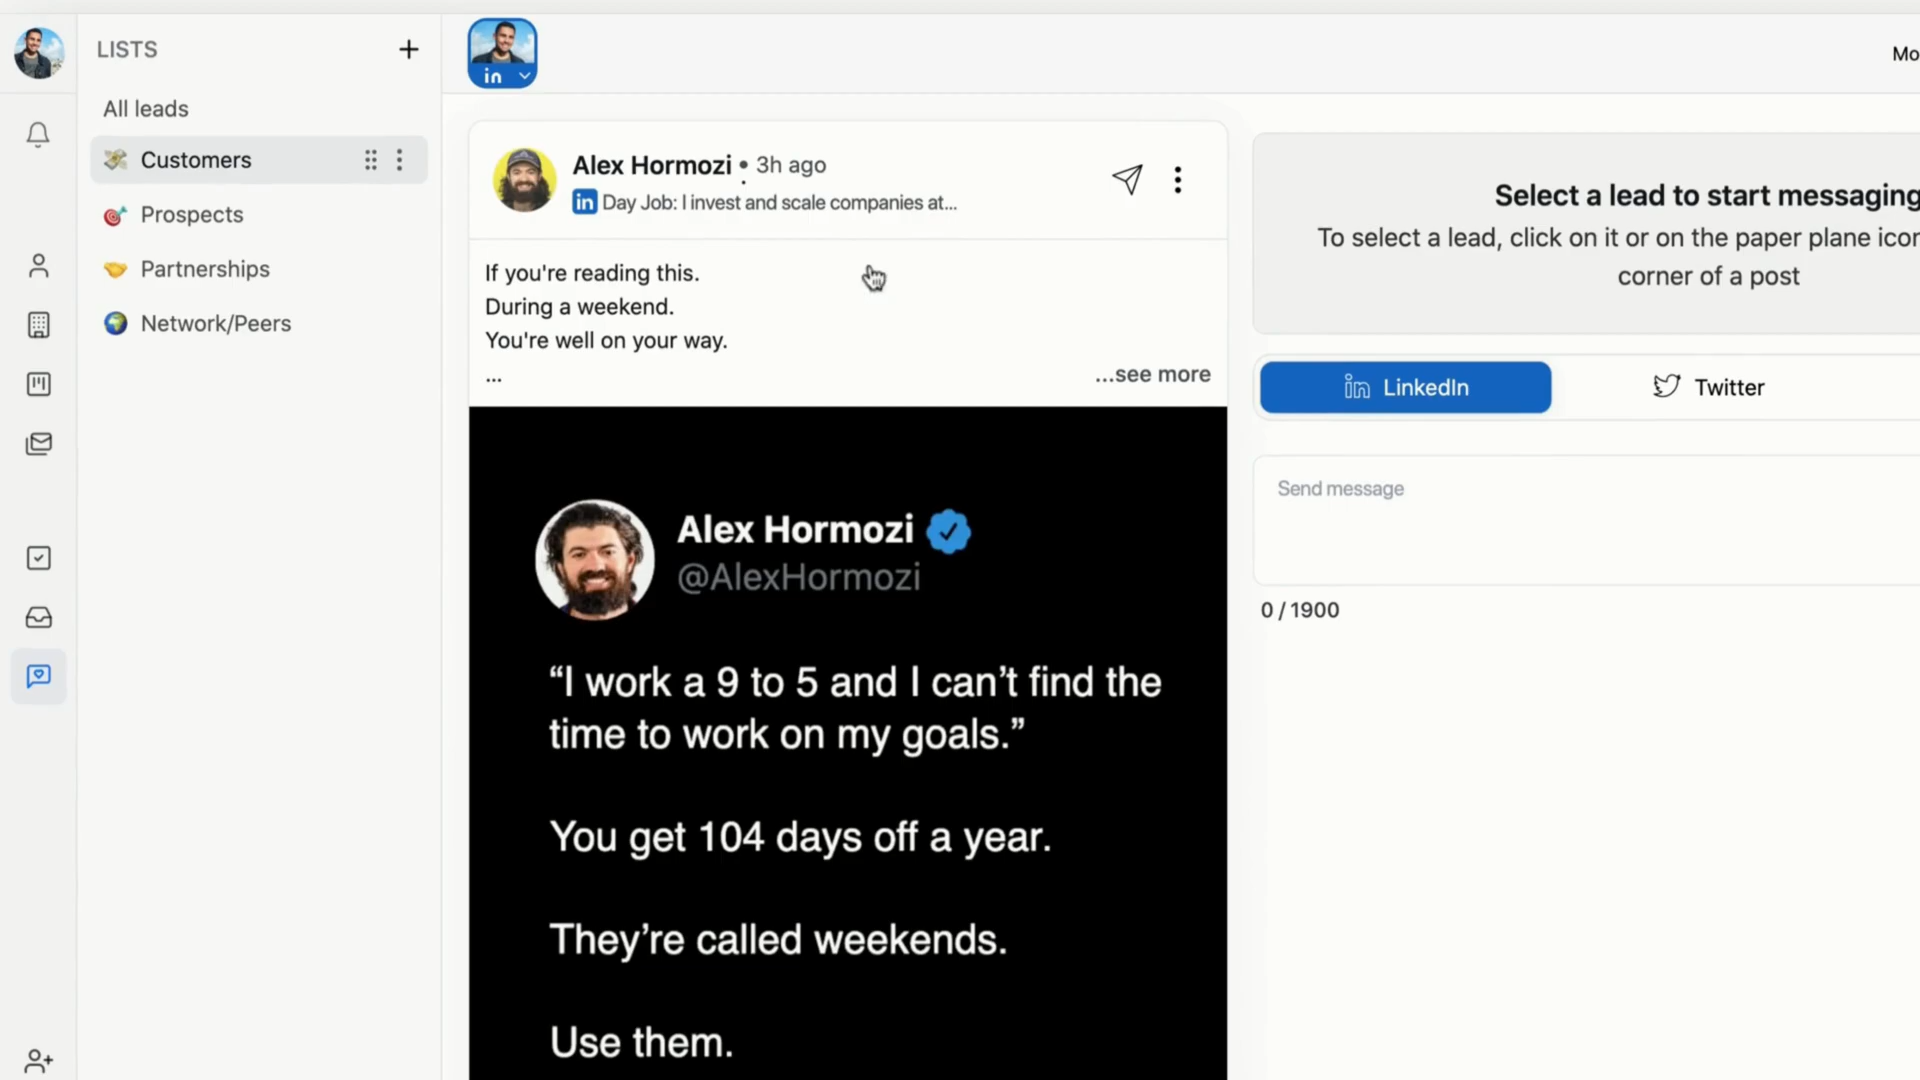 LISTS
All leads
Customers
Prospects
Partnerships
Network/Peers
in
Mo
Alex Hormozi • 3h ago
in Day Job: I invest and scale companies at...
If you're reading this.
During a weekend.
You're well on your way.
...
...see more
Alex Hormozi
@AlexHormozi
“I work a 9 to 5 and I can’t find the
time to work on my goals.”
You get 104 days off a year.
They’re called weekends.
Use them.
Select a lead to start messaging
To select a lead, click on it or on the paper plane icon
corner of a post
in LinkedIn
Twitter
Send message
0 / 1900